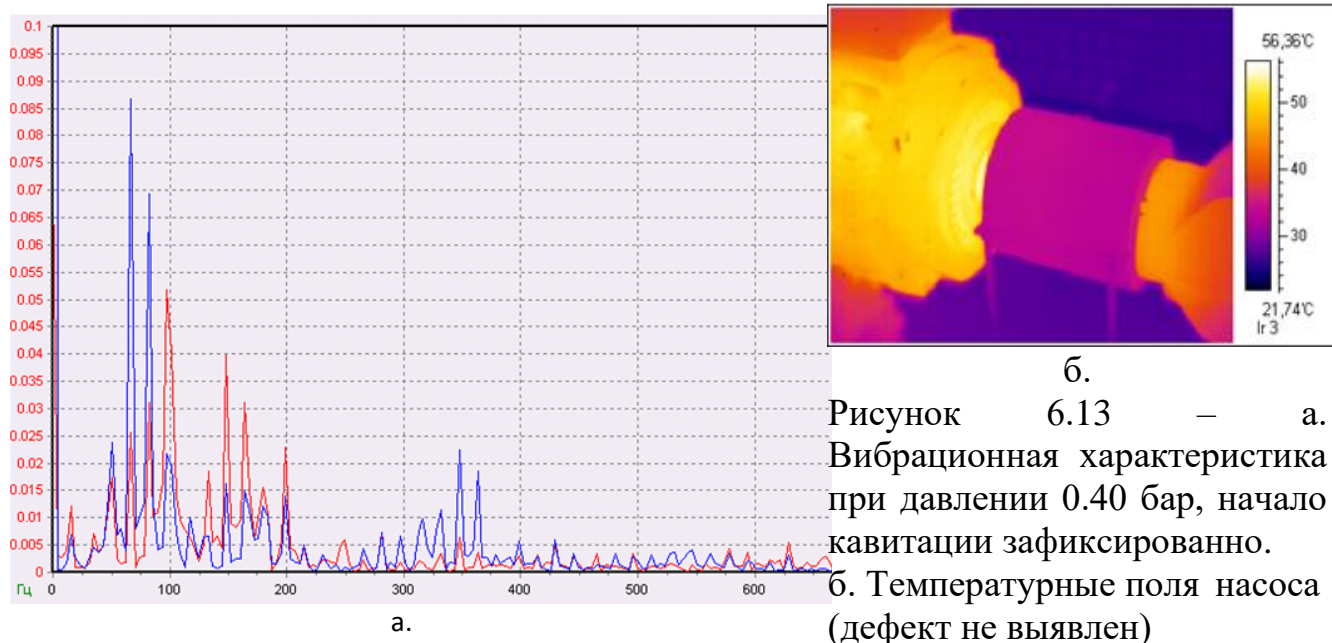 0.1
0.095
0.09
0.085
0.08
0.075
0.07
0.065
0.06
0.055
0.05
0.045
0.04
0.035
0.03
0.025
0.02
0.015
0.01
0.005
0
Гц 0 100 200 300 400 500 600
а.
56,36°C
50
40
30
21,74°C
Ir 3
б.
Рисунок 6.13 – а.
Вибрационная характеристика
при давлении 0.40 бар, начало
кавитации зафиксированно.
б. Температурные поля насоса
(дефект не выявлен)